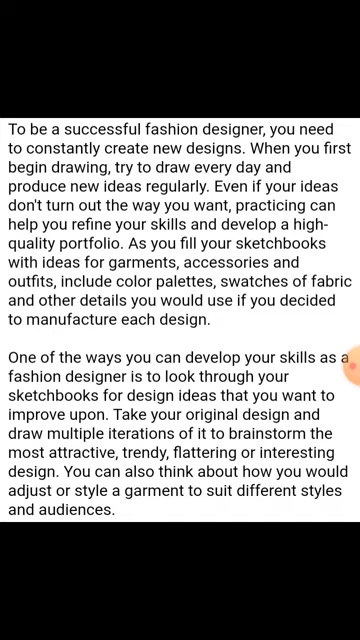 To be a successful fashion designer, you need
to constantly create new designs. When you first
begin drawing, try to draw every day and
produce new ideas regularly. Even if your ideas
don't turn out the way you want, practicing can
help you refine your skills and develop a high-
quality portfolio. As you fill your sketchbooks
with ideas for garments, accessories and
outfits, include color palettes, swatches of fabric
and other details you would use if you decided
to manufacture each design.
One of the ways you can develop your skills as a
fashion designer is to look through your
sketchbooks for design ideas that you want to
improve upon. Take your original design and
draw multiple iterations of it to brainstorm the
most attractive, trendy, flattering or interesting
design. You can also think about how you would
adjust or style a garment to suit different styles
and audiences.